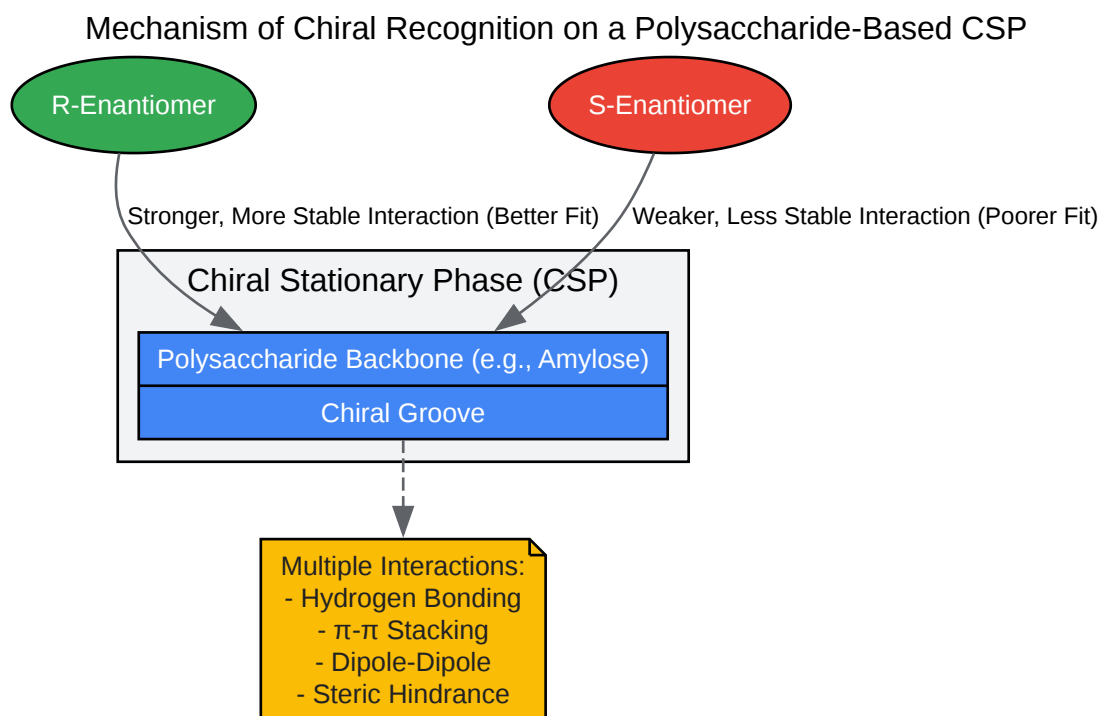 Mechanism of Chiral Recognition on a Polysaccharide-Based CSP
R-Enantiomer
S-Enantiomer
Stronger, More Stable Interaction (Better Fit)
Weaker, Less Stable Interaction (Poorer Fit)
Chiral Stationary Phase (CSP)
Polysaccharide Backbone (e.g., Amylose)
Chiral Groove
Multiple Interactions:
- Hydrogen Bonding
- π-π Stacking
- Dipole-Dipole
- Steric Hindrance